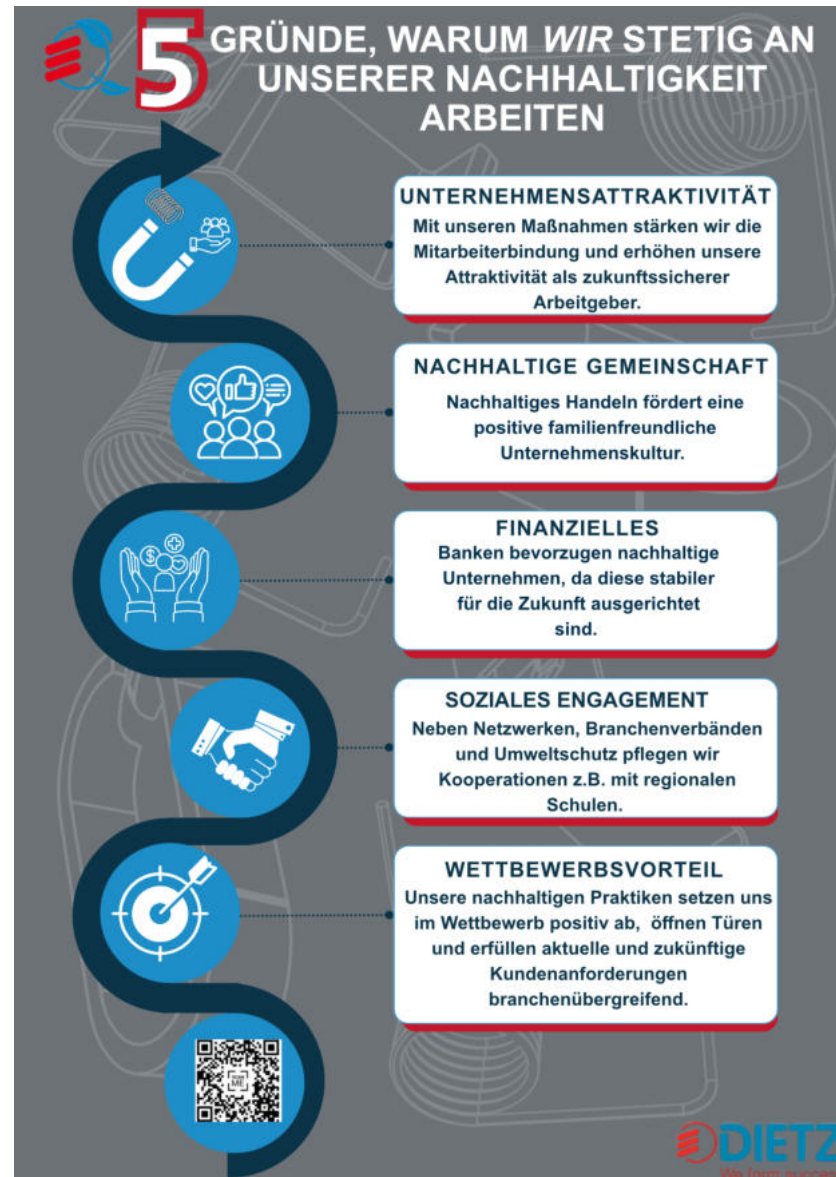 5 GRÜNDE, WARUM WIR STETIG AN
UNSERER NACHHALTIGKEIT
ARBEITEN
UNTERNEHMENSATTRAKTIVITÄT
Mit unseren Maßnahmen stärken wir die
Mitarbeiterbindung und erhöhen unsere
Attraktivität als zukunftssicherer
Arbeitgeber.
NACHHALTIGE GEMEINSCHAFT
Nachhaltiges Handeln fördert eine
positive familienfreundliche
Unternehmenskultur.
FINANZIELLES
Banken bevorzugen nachhaltige
Unternehmen, da diese stabiler
für die Zukunft ausgerichtet
sind.
SOZIALES ENGAGEMENT
Neben Netzwerken, Branchenverbänden
und Umweltschutz pflegen wir
Kooperationen z.B. mit regionalen
Schulen.
WETTBEWERBSVORTEIL
Unsere nachhaltigen Praktiken setzen uns
im Wettbewerb positiv ab, öffnen Türen
und erfüllen aktuelle und zukünftige
Kundenanforderungen
branchenübergreifend.
ME
DIETZ
We form